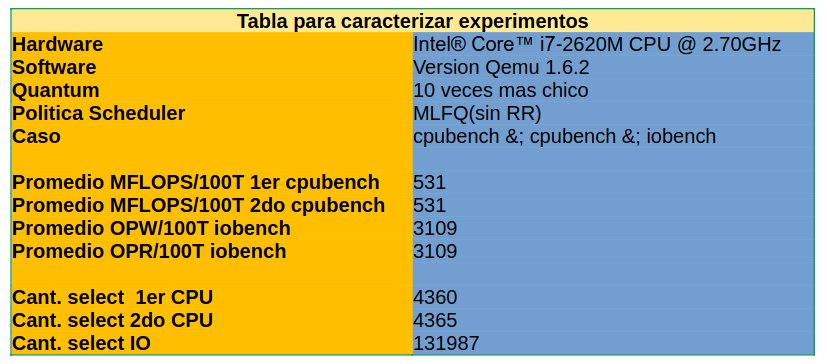 Tabla para caracterizar experimentos
Hardware Intel® Core™ i7-2620M CPU @ 2.70GHz
Software Version Qemu 1.6.2
Quantum 10 veces mas chico
Politica Scheduler MLFQ(sin RR)
Caso cpubench &; cpubench &; iobench
Promedio MFLOPS/100T 1er cpubench 531
Promedio MFLOPS/100T 2do cpubench 531
Promedio OPW/100T iobench 3109
Promedio OPR/100T iobench 3109
Cant. select  1er CPU 4360
Cant. select 2do CPU 4365
Cant. select IO 131987